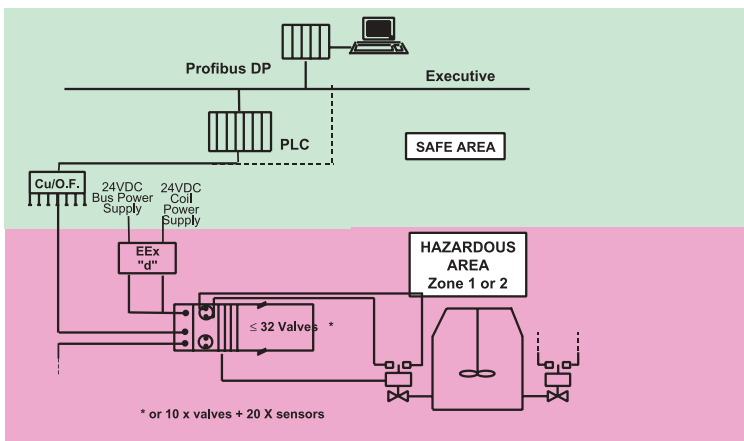 Profibus DP
Executive
PLC
SAFE AREA
Cu/O.F.
24VDC
Bus Power
Supply
24VDC
Coil
Power
Supply
HAZARDOUS
AREA
Zone 1 or 2
EEx
"d"
≤ 32 Valves *
* or 10 x valves + 20 X sensors